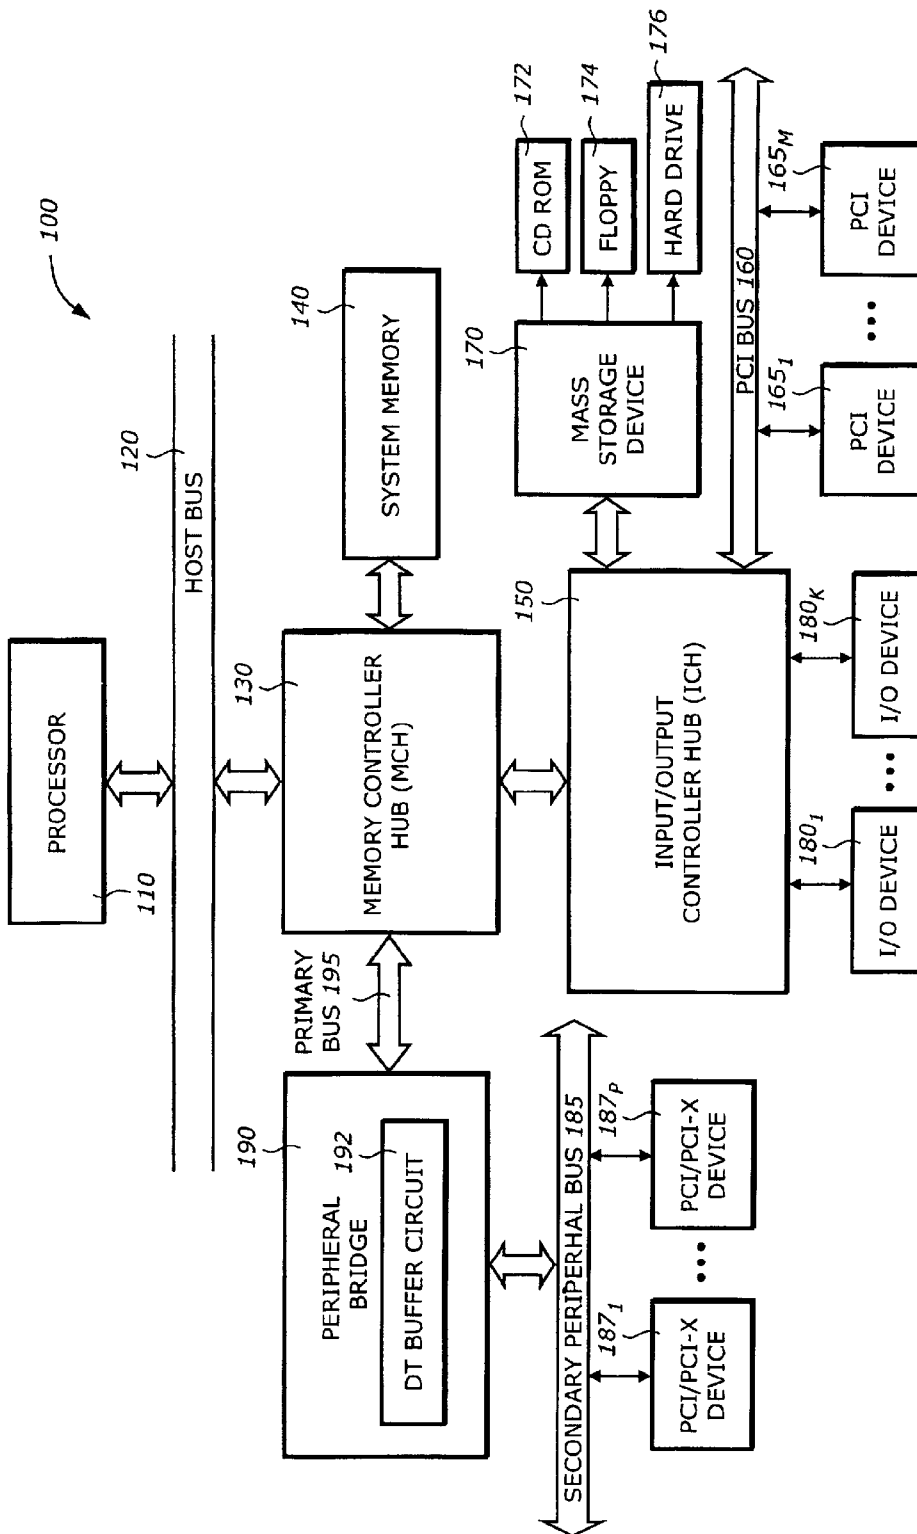 100
PROCESSOR
110
120
HOST BUS
190
PERIPHERAL
BRIDGE
192
DT BUFFER CIRCUIT
PRIMARY
BUS 195
130
MEMORY CONTROLLER
HUB (MCH)
140
SYSTEM MEMORY
SECONDARY PERIPERHAL BUS 185
187₁
PCI/PCI-X
DEVICE
•••
187P
PCI/PCI-X
DEVICE
150
INPUT/OUTPUT
CONTROLLER HUB (ICH)
170
MASS
STORAGE
DEVICE
172
CD ROM
174
FLOPPY
176
HARD DRIVE
PCI BUS 160
180₁
I/O DEVICE
•••
180K
I/O DEVICE
165₁
PCI
DEVICE
•••
165M
PCI
DEVICE